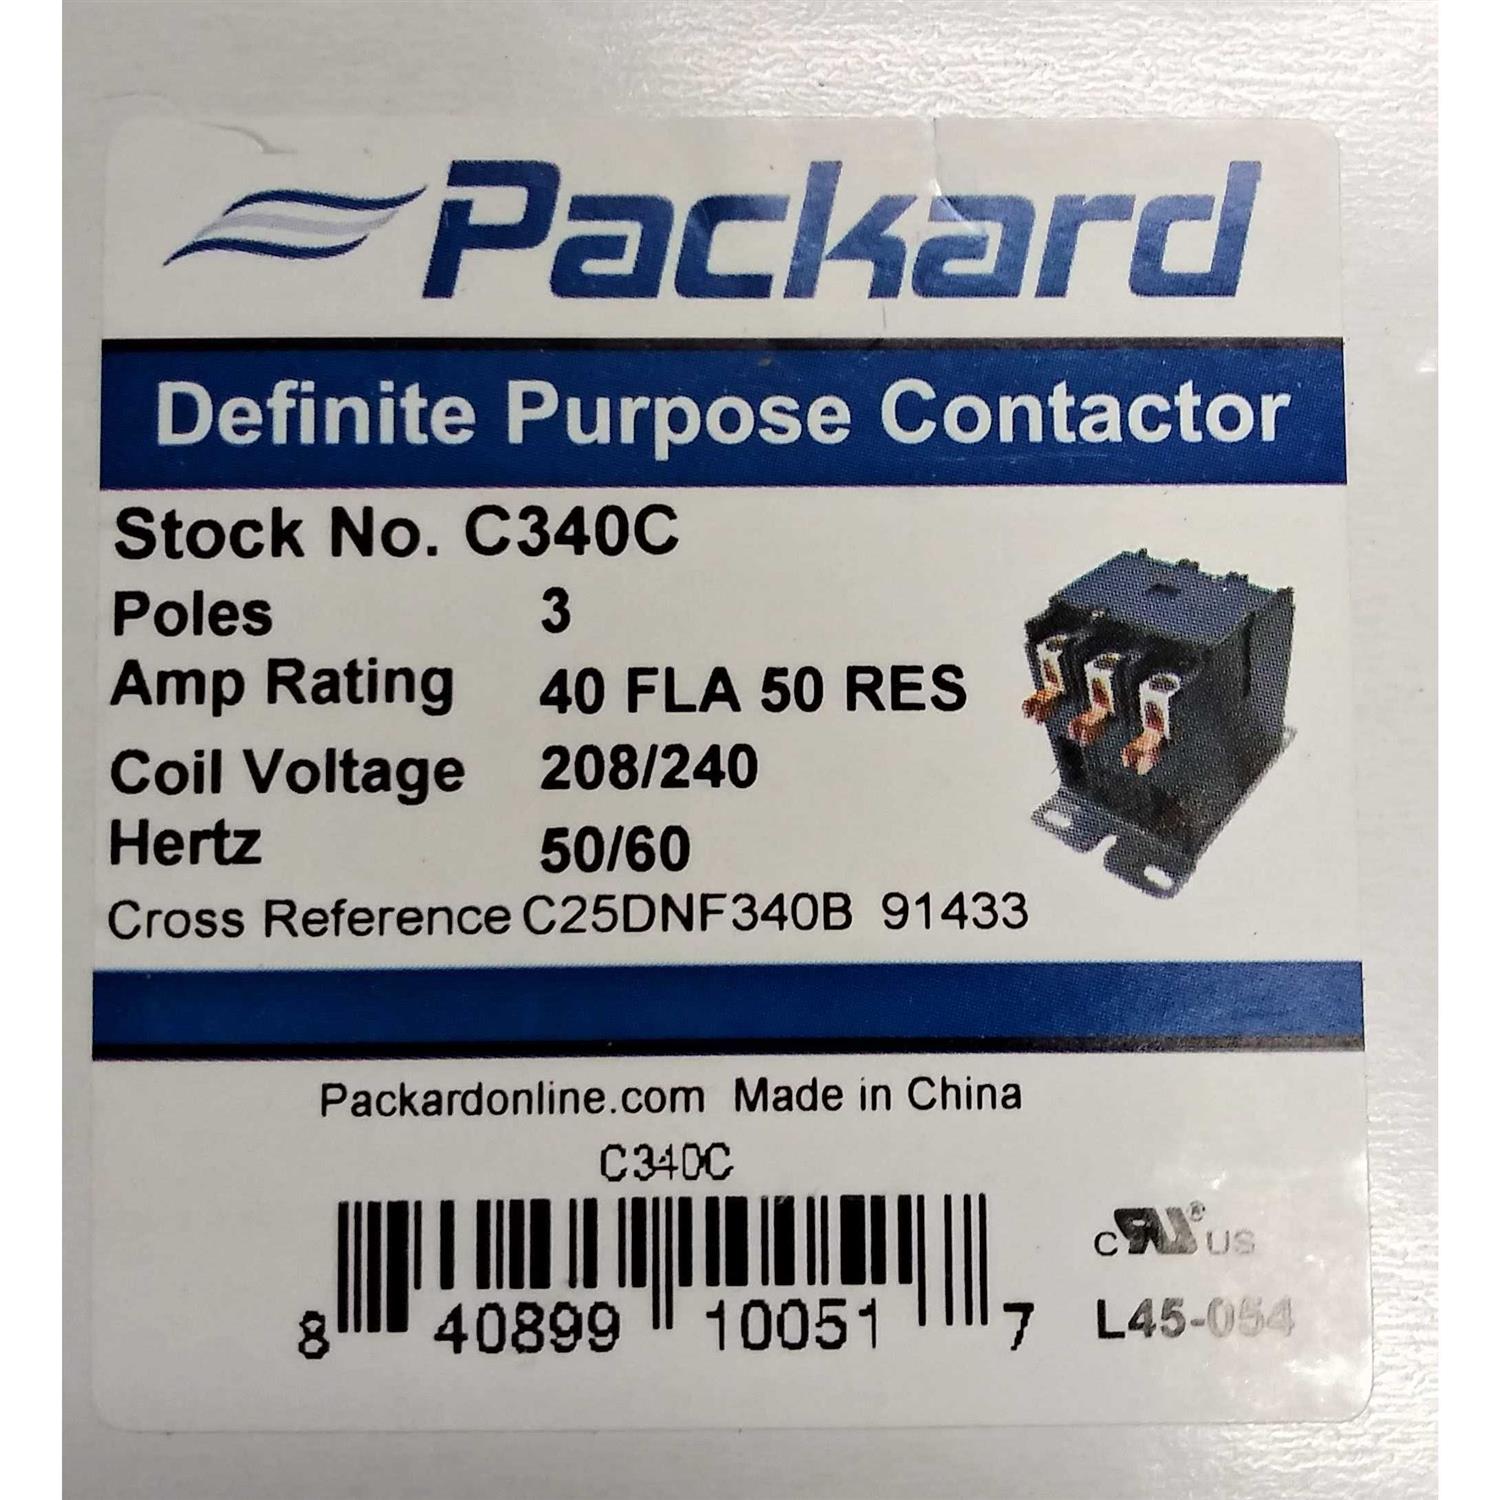 Packard
Definite Purpose Contactor
Stock No. C340C
Poles 3
Amp Rating 40 FLA 50 RES
Coil Voltage 208/240
Hertz 50/60
Cross Reference C25DNF340B 91433
Packardonline.com Made in China
C340C
8 40899 10051 7
c RU® US
L45-054